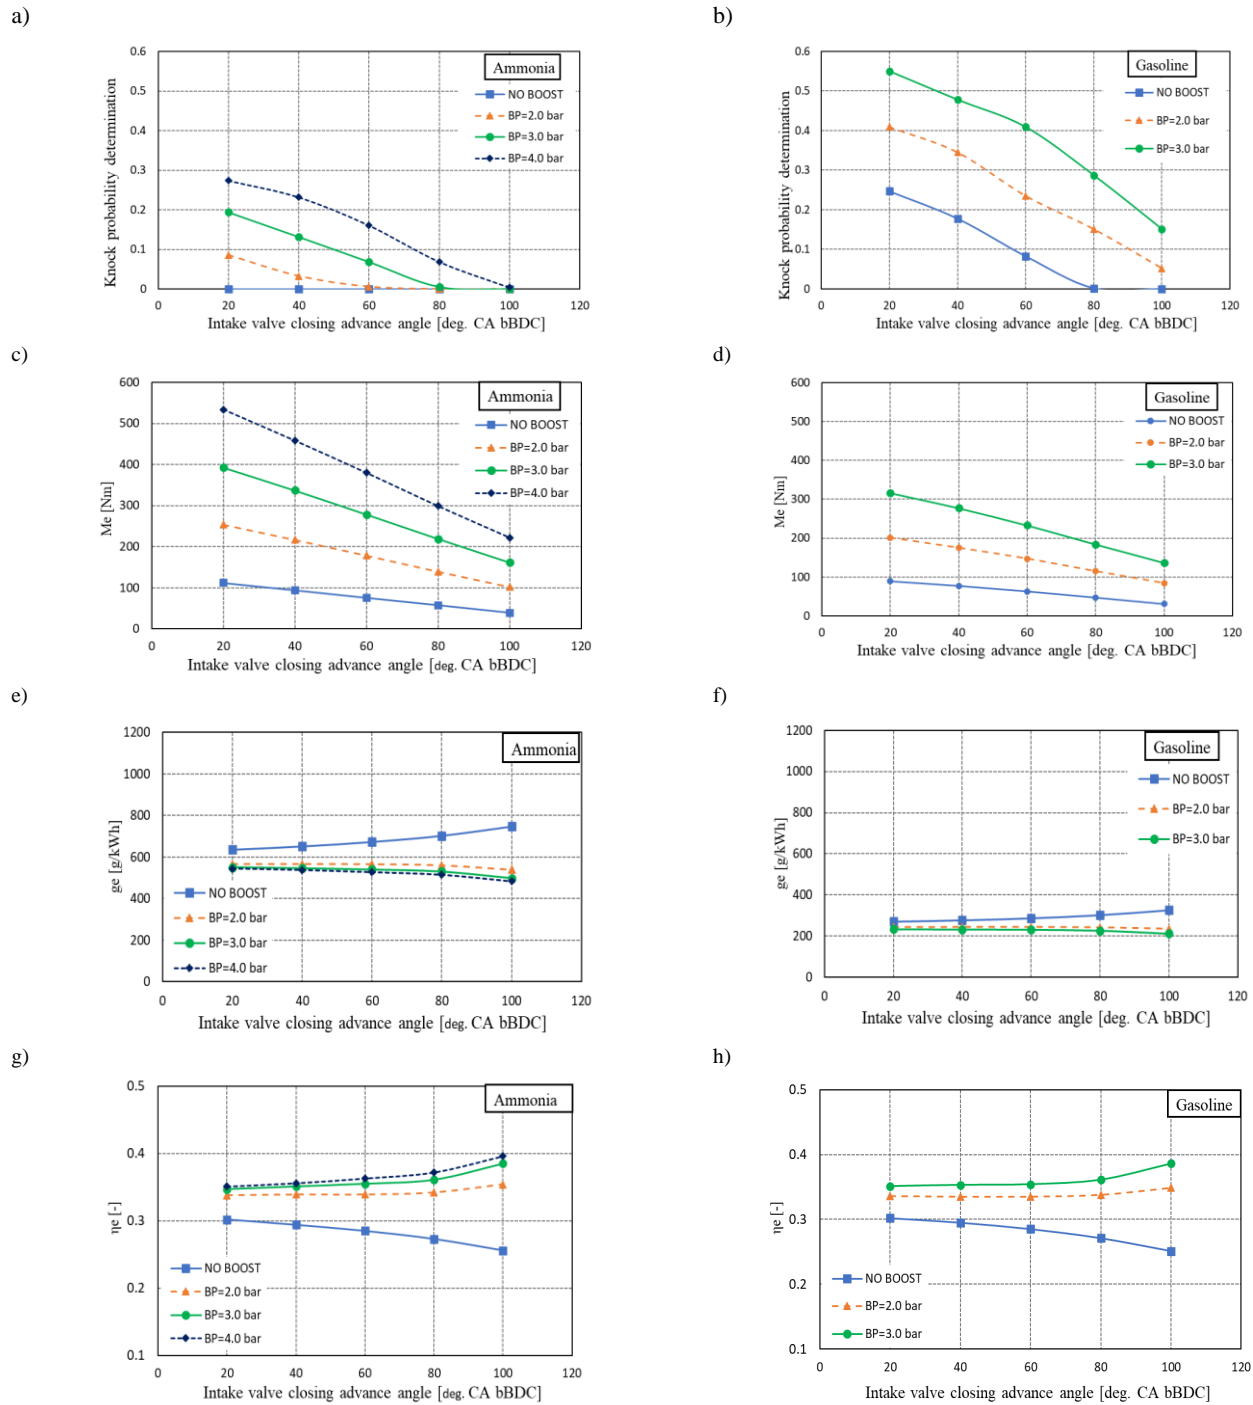 a)
Ammonia
NO BOOST
BP=2.0 bar
BP=3.0 bar
BP=4.0 bar
Knock probability determination
0.6
0.5
0.4
0.3
0.2
0.1
0
0 20 40 60 80 100 120
Intake valve closing advance angle [deg. CA bBDC]
b)
Gasoline
NO BOOST
BP=2.0 bar
BP=3.0 bar
Knock probability determination
0.6
0.5
0.4
0.3
0.2
0.1
0
0 20 40 60 80 100 120
Intake valve closing advance angle [deg. CA bBDC]
c)
Ammonia
NO BOOST
BP=2.0 bar
BP=3.0 bar
BP=4.0 bar
Me [Nm]
600
500
400
300
200
100
0
0 20 40 60 80 100 120
Intake valve closing advance angle [deg. CA bBDC]
d)
Gasoline
NO BOOST
BP=2.0 bar
BP=3.0 bar
Me [Nm]
600
500
400
300
200
100
0
0 20 40 60 80 100 120
Intake valve closing advance angle [deg. CA bBDC]
e)
Ammonia
NO BOOST
BP=2.0 bar
BP=3.0 bar
BP=4.0 bar
ge [g/kWh]
1200
1000
800
600
400
200
0
0 20 40 60 80 100 120
Intake valve closing advance angle [deg. CA bBDC]
f)
Gasoline
NO BOOST
BP=2.0 bar
BP=3.0 bar
ge [g/kWh]
1200
1000
800
600
400
200
0
0 20 40 60 80 100 120
Intake valve closing advance angle [deg. CA bBDC]
g)
Ammonia
NO BOOST
BP=2.0 bar
BP=3.0 bar
BP=4.0 bar
ηe [-]
0.5
0.4
0.3
0.2
0.1
0 20 40 60 80 100 120
Intake valve closing advance angle [deg. CA bBDC]
h)
Gasoline
NO BOOST
BP=2.0 bar
BP=3.0 bar
ηe [-]
0.5
0.4
0.3
0.2
0.1
0 20 40 60 80 100 120
Intake valve closing advance angle [deg. CA bBDC]